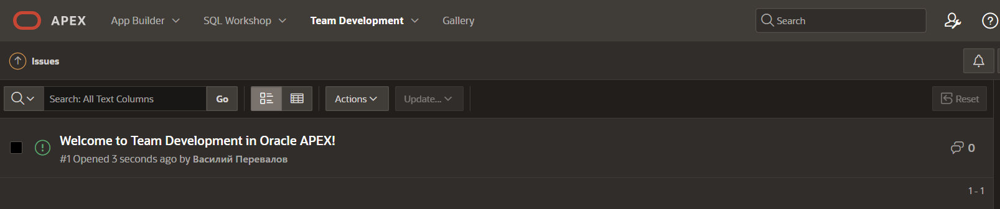 APEX App Builder SQL Workshop Team Development Gallery Search ?
Issues
Search: All Text Columns Go Actions Update... Reset
Welcome to Team Development in Oracle APEX!
#1 Opened 3 seconds ago by Василий Перевалов
0
1 - 1